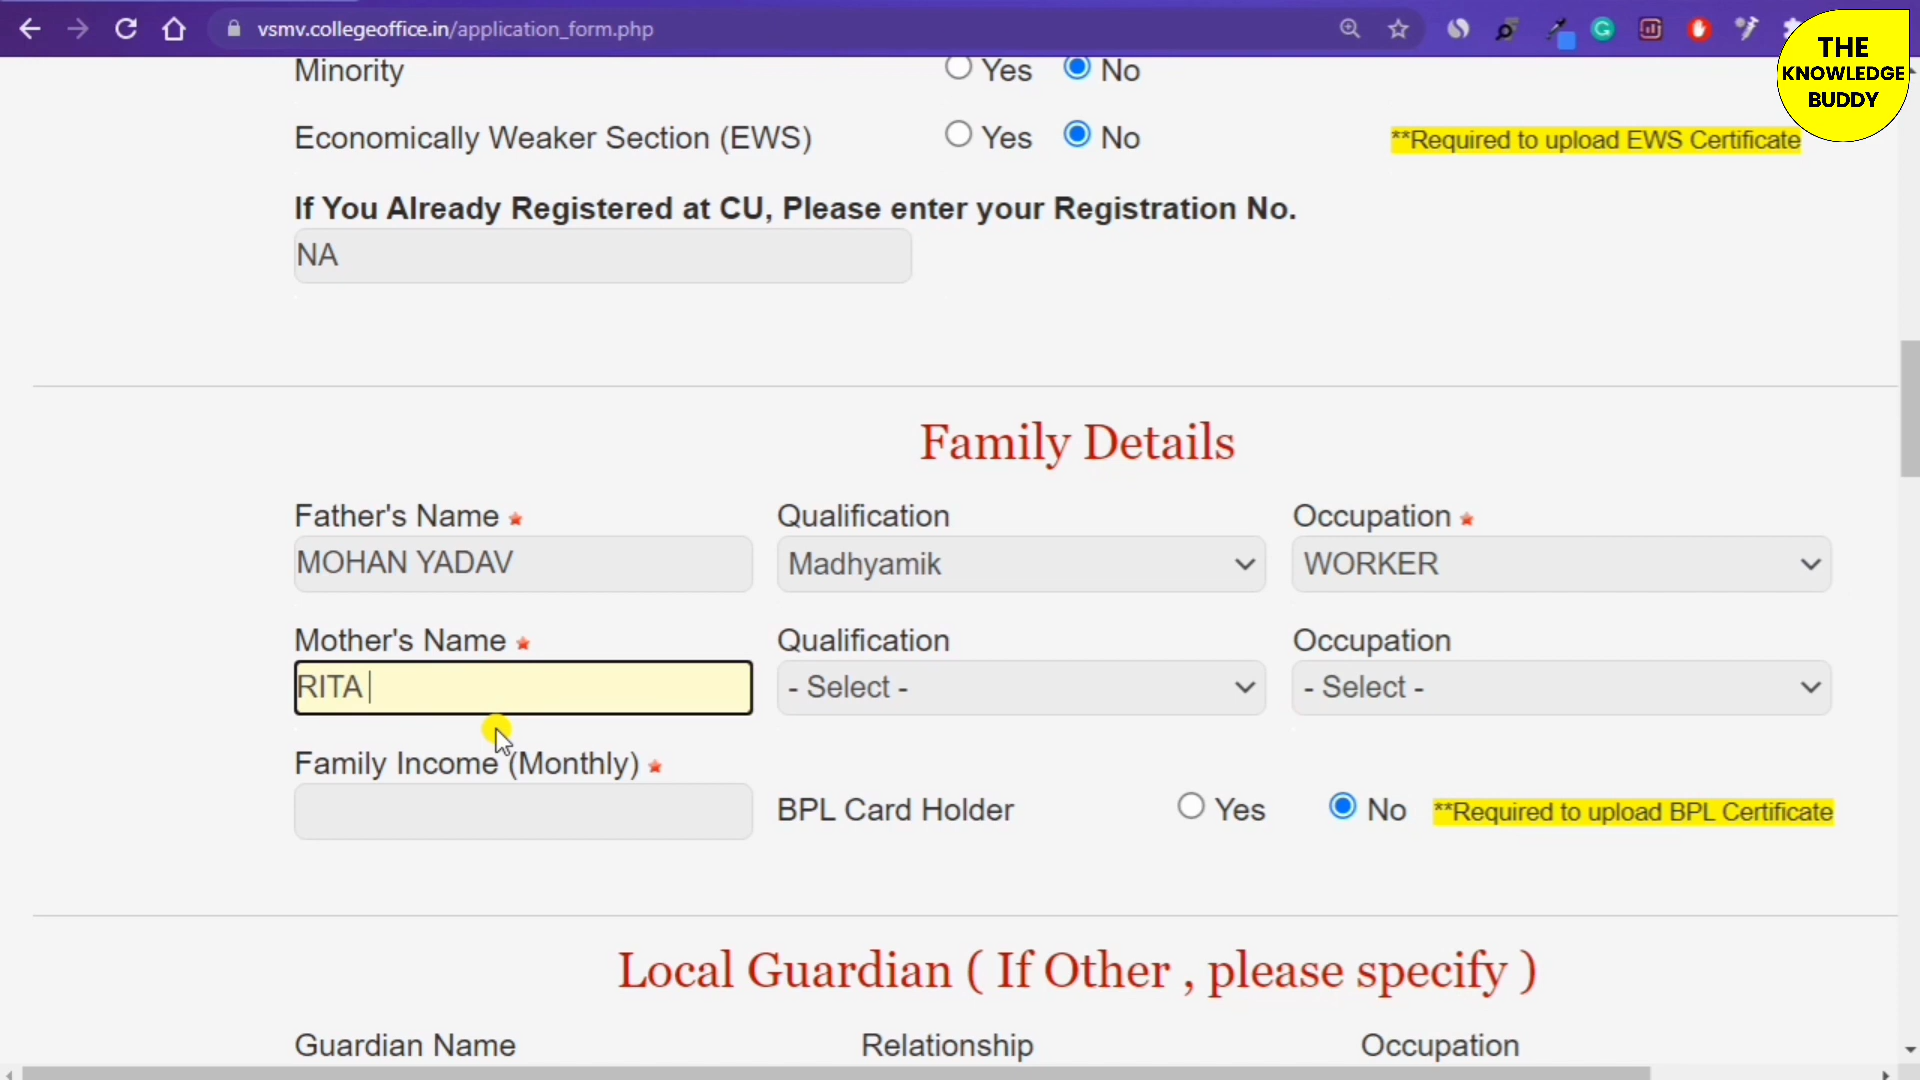 vsmv.collegeoffice.in/application_form.php
THE
KNOWLEDGE
BUDDY
Minority Yes No
Economically Weaker Section (EWS) Yes No **Required to upload EWS Certificate
If You Already Registered at CU, Please enter your Registration No.
NA
Family Details
Father's Name Qualification Occupation
MOHAN YADAV Madhyamik WORKER
Mother's Name Qualification Occupation
RITA - Select - - Select -
Family Income (Monthly)
BPL Card Holder Yes No **Required to upload BPL Certificate
Local Guardian ( If Other , please specify )
Guardian Name Relationship Occupation